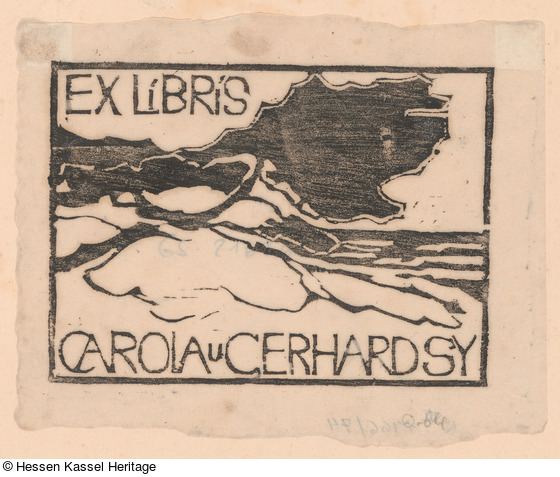 EX LIBRIS
CAROLA u GERHARD SY
© Hessen Kassel Heritage